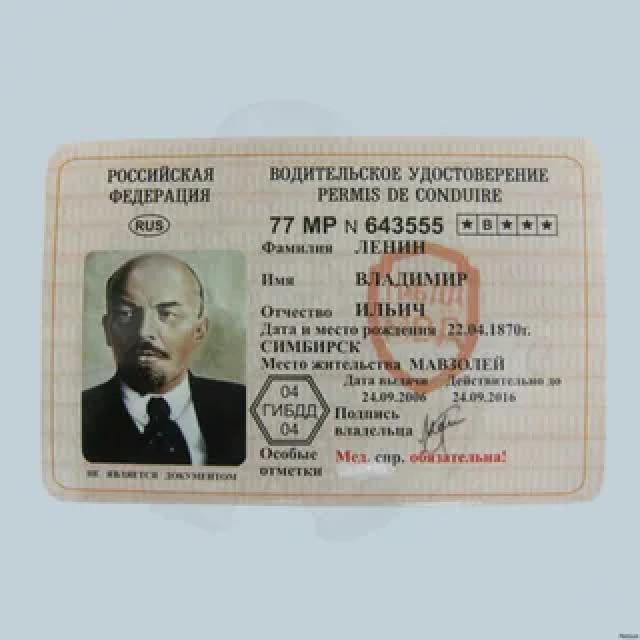 РОССИЙСКАЯ
ФЕДЕРАЦИЯ
RUS
ВОДИТЕЛЬСКОЕ УДОСТОВЕРЕНИЕ
PERMIS DE CONDUIRE
77 МР N 643555 ★ B ★ ★ ★
Фамилия ЛЕНИН
Имя ВЛАДИМИР
Отчество ИЛЬИЧ
Дата и место рождения 22.04.1870г.
СИМБИРСК
Место жительства МАВЗОЛЕЙ
Дата выдачи Действительно до
24.09.2006 24.09.2016
04
ГИБДД
04
Подпись
владельца
Особые
отметки
Мед. спр. обязательна!
НЕ ЯВЛЯЕТСЯ ДОКУМЕНТОМ